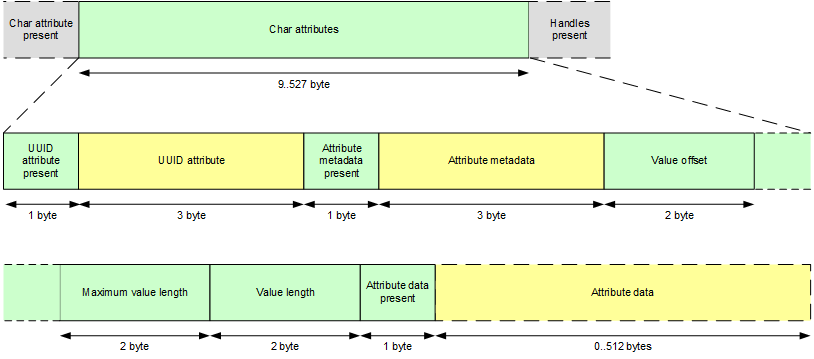 Char attribute
present
Char attributes
Handles
present
9..527 byte
UUID
attribute
present
UUID attribute
Attribute
metadata
present
Attribute metadata
Value offset
1 byte
3 byte
1 byte
3 byte
2 byte
Maximum value length
Value length
Attribute data
present
Attribute data
2 byte
2 byte
1 byte
0..512 bytes